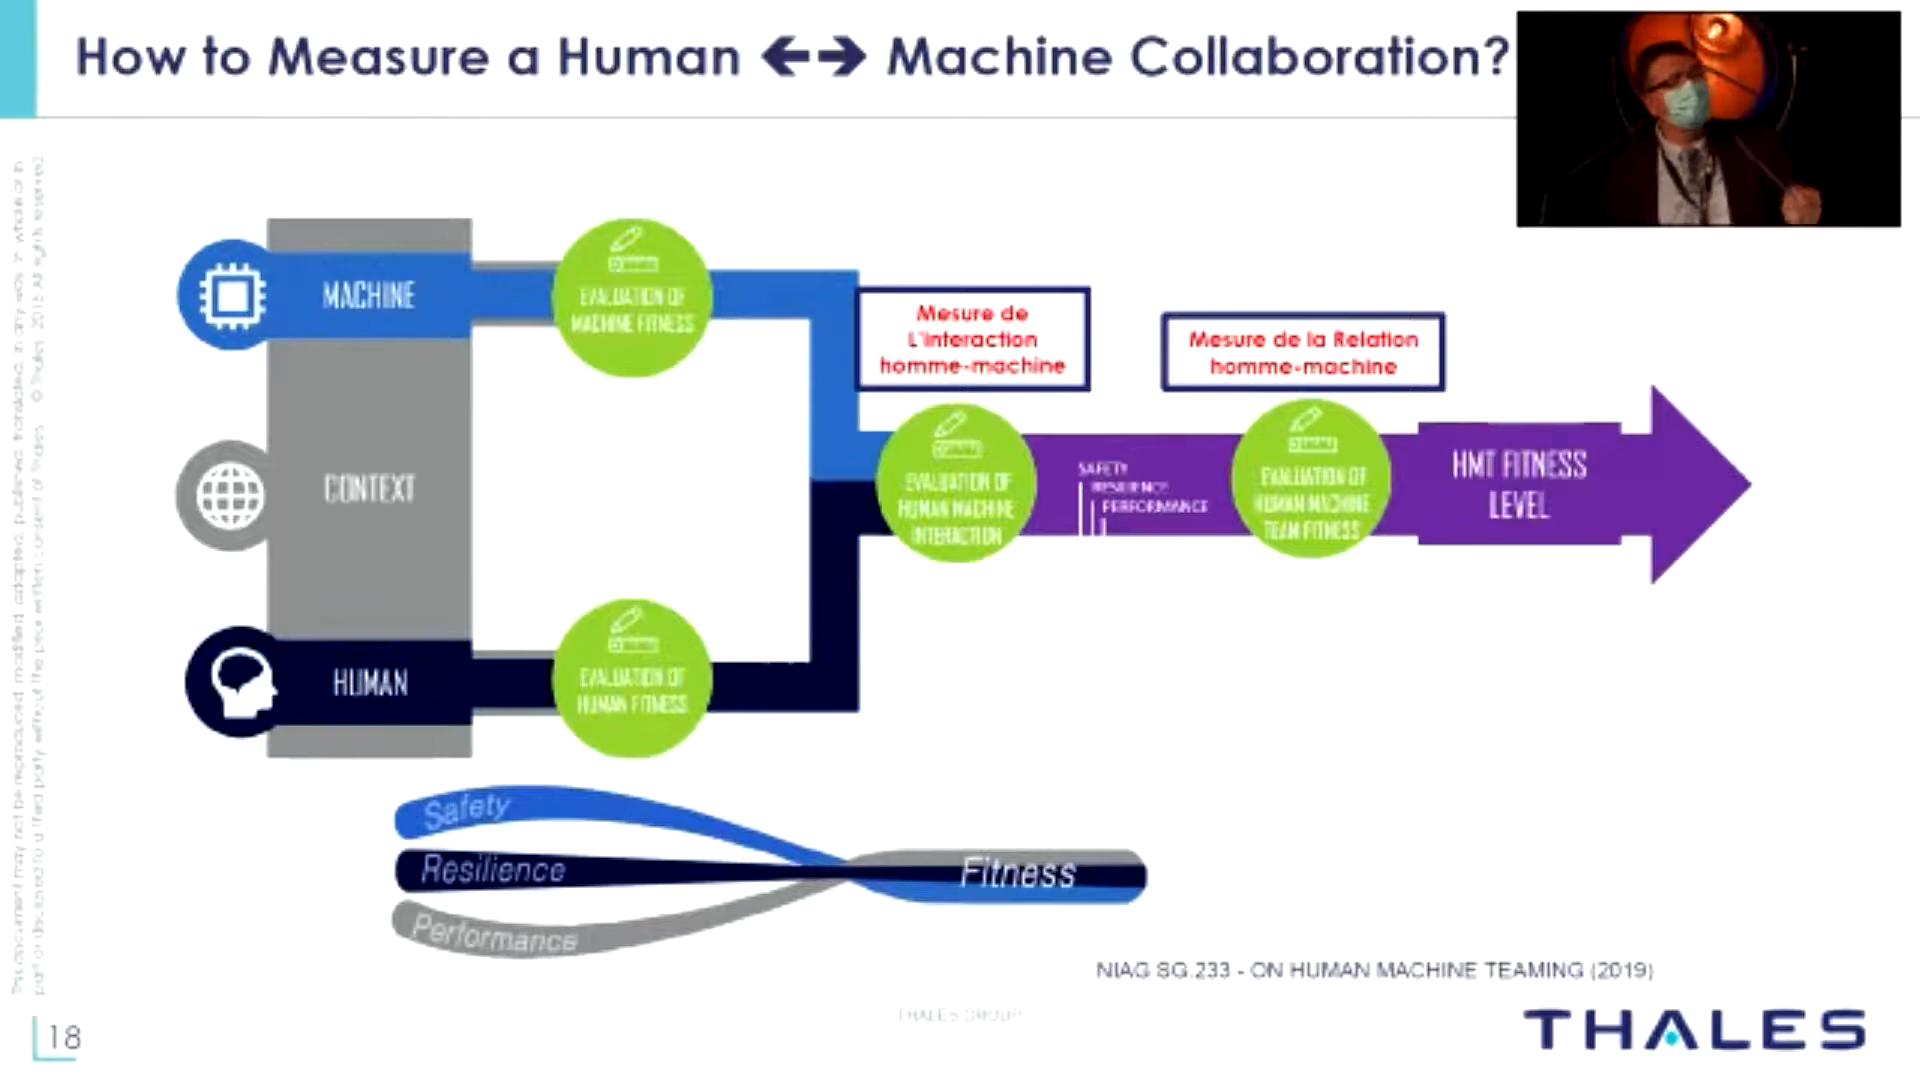 How to Measure a Human ←→ Machine Collaboration?
MACHINE
CONTEXT
HUMAN
EVALUATION OF
MACHINE FITNESS
EVALUATION OF
HUMAN FITNESS
Mesure de
L'interaction
homme-machine
Mesure de la Relation
homme-machine
EVALUATION OF
HUMAN MACHINE
INTERACTION
SAFETY
RESILIENCE
PERFORMANCE
EVALUATION OF
HUMAN MACHINE
TEAM FITNESS
HMT FITNESS
LEVEL
Safety
Resilience
Performance
Fitness
NIAG SG.233 - ON HUMAN MACHINE TEAMING (2019)
THALES GROUP
18
THALES